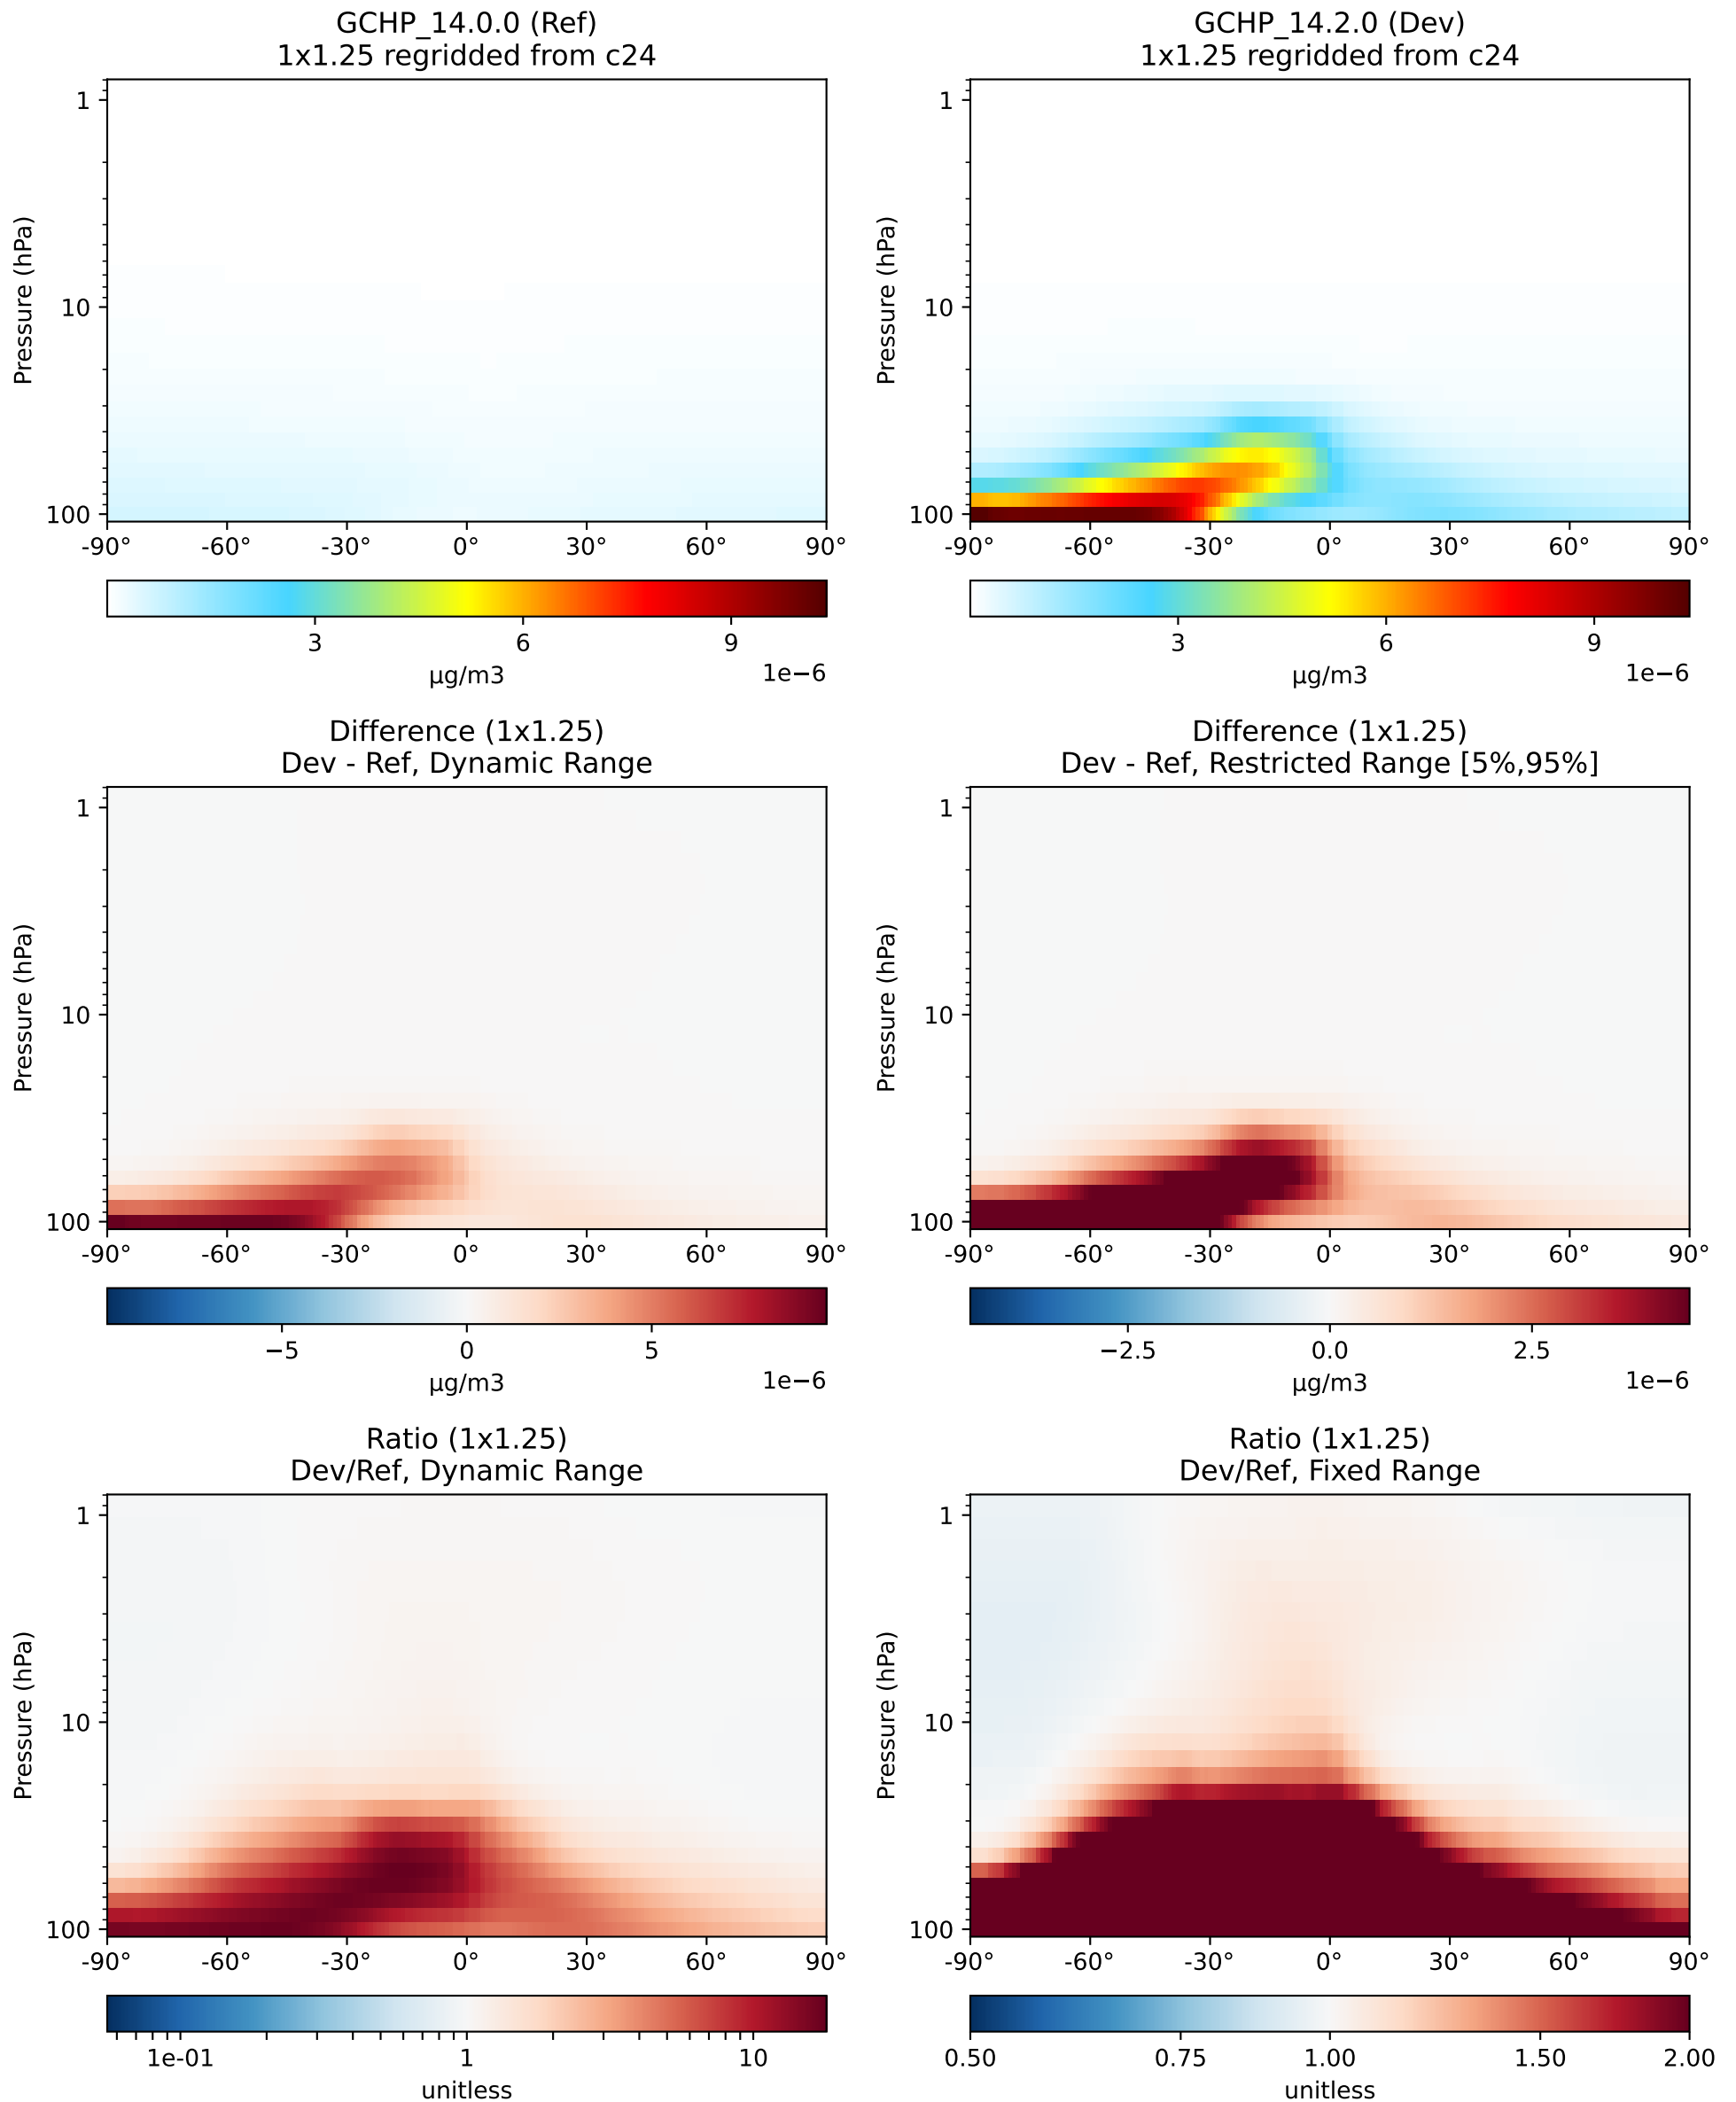 GCHP_14.0.0 (Ref)
1x1.25 regridded from c24
Pressure (hPa)
1
10
100
-90° -60° -30° 0° 30° 60° 90°
3 6 9
µg/m3
1e−6
GCHP_14.2.0 (Dev)
1x1.25 regridded from c24
Pressure (hPa)
1
10
100
-90° -60° -30° 0° 30° 60° 90°
3 6 9
µg/m3
1e−6
Difference (1x1.25)
Dev - Ref, Dynamic Range
Pressure (hPa)
1
10
100
-90° -60° -30° 0° 30° 60° 90°
−5 0 5
µg/m3
1e−6
Difference (1x1.25)
Dev - Ref, Restricted Range [5%,95%]
Pressure (hPa)
1
10
100
-90° -60° -30° 0° 30° 60° 90°
−2.5 0.0 2.5
µg/m3
1e−6
Ratio (1x1.25)
Dev/Ref, Dynamic Range
Pressure (hPa)
1
10
100
-90° -60° -30° 0° 30° 60° 90°
1e-01 1 10
unitless
Ratio (1x1.25)
Dev/Ref, Fixed Range
Pressure (hPa)
1
10
100
-90° -60° -30° 0° 30° 60° 90°
0.50 0.75 1.00 1.50 2.00
unitless